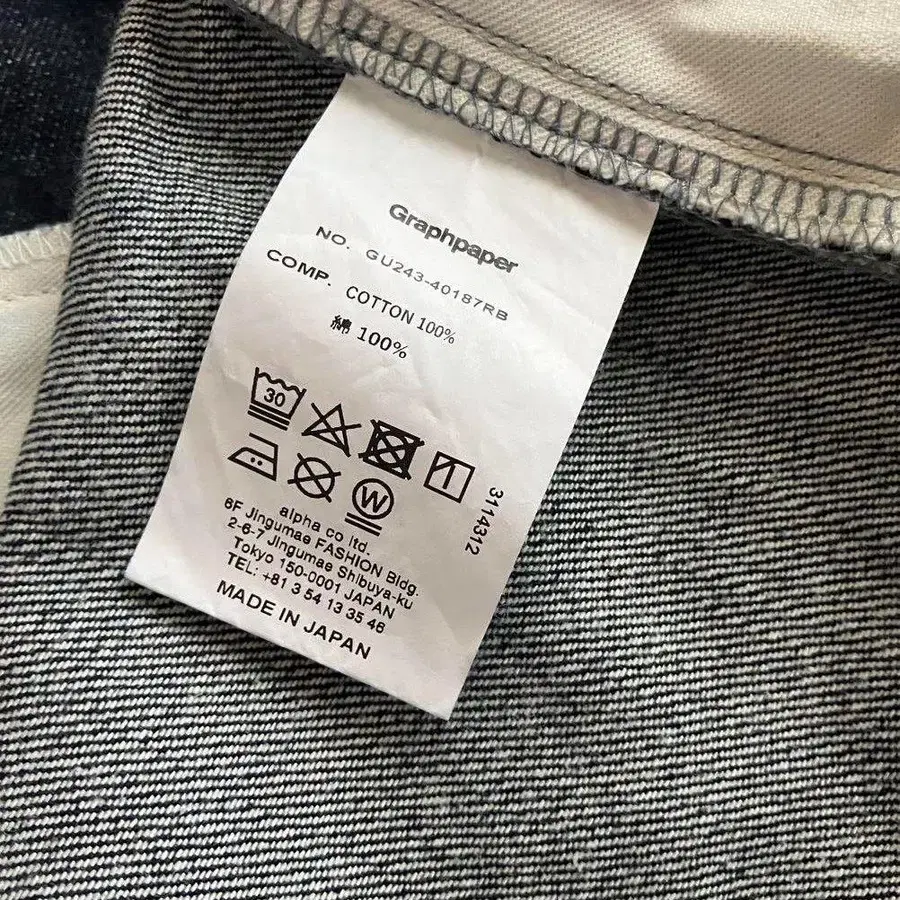 Graphpaper
NO. GU243-40187RB
COMP. COTTON 100%
綿 100%
30
W
3114312
alpha co ltd.
6F Jingumae FASHION Bldg.
2-6-7 Jingumae Shibuya-ku
Tokyo 150-0001 JAPAN
TEL: +81 3 54 13 35 46
MADE IN JAPAN